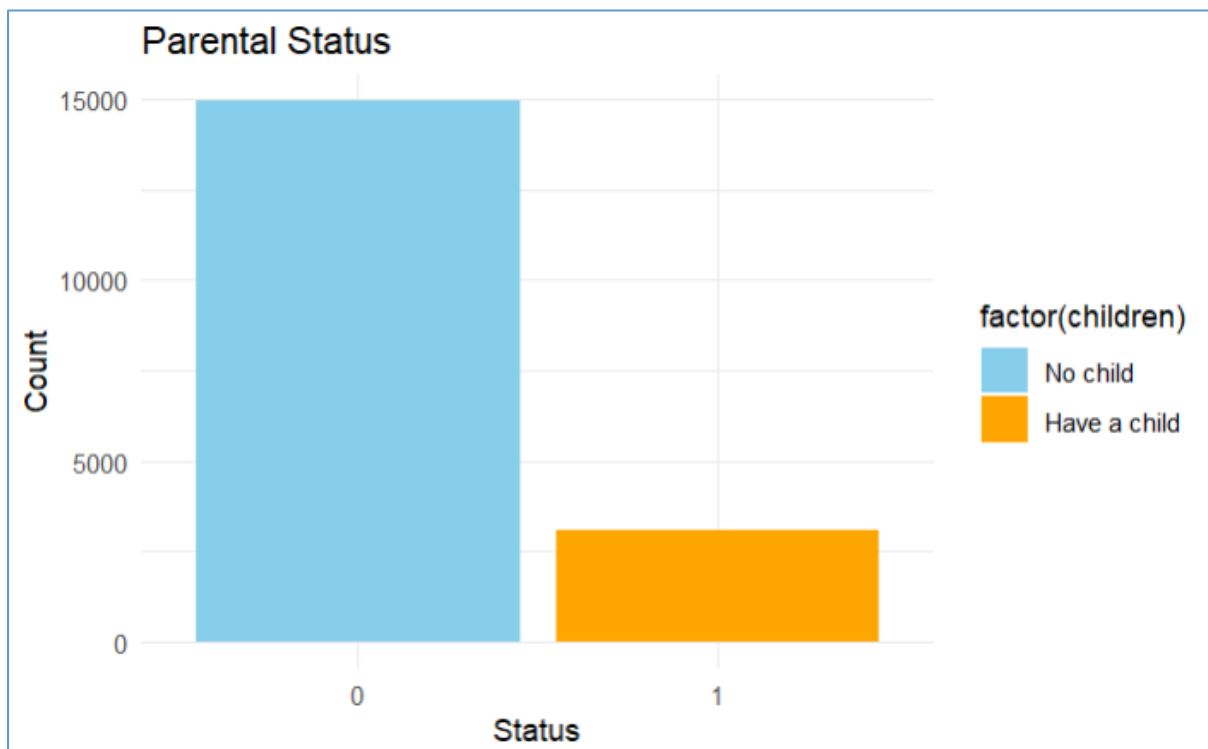 Parental Status
15000
10000
5000
0
Count
0 1
Status
factor(children)
No child
Have a child